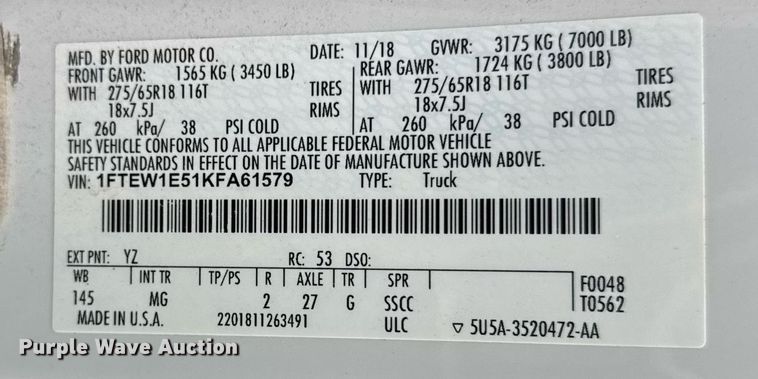 MFD. BY FORD MOTOR CO. DATE: 11/18 GVWR: 3175 KG ( 7000 LB)
FRONT GAWR: 1565 KG ( 3450 LB) REAR GAWR: 1724 KG ( 3800 LB)
WITH 275/65R18 116T TIRES WITH 275/65R18 116T TIRES
18x7.5J RIMS 18x7.5J RIMS
AT 260 kPa/ 38 PSI COLD AT 260 kPa/ 38 PSI COLD
THIS VEHICLE CONFORMS TO ALL APPLICABLE FEDERAL MOTOR VEHICLE
SAFETY STANDARDS IN EFFECT ON THE DATE OF MANUFACTURE SHOWN ABOVE.
VIN: 1FTEW1E51KFA61579 TYPE: Truck
EXT PNT: YZ RC: 53 DSO:
WB INT TR TP/PS R AXLE TR SPR F0048
145 MG 2 27 G SSCC T0562
MADE IN U.S.A. 2201811263491 ULC ▽ 5U5A-3520472-AA
Purple Wave Auction